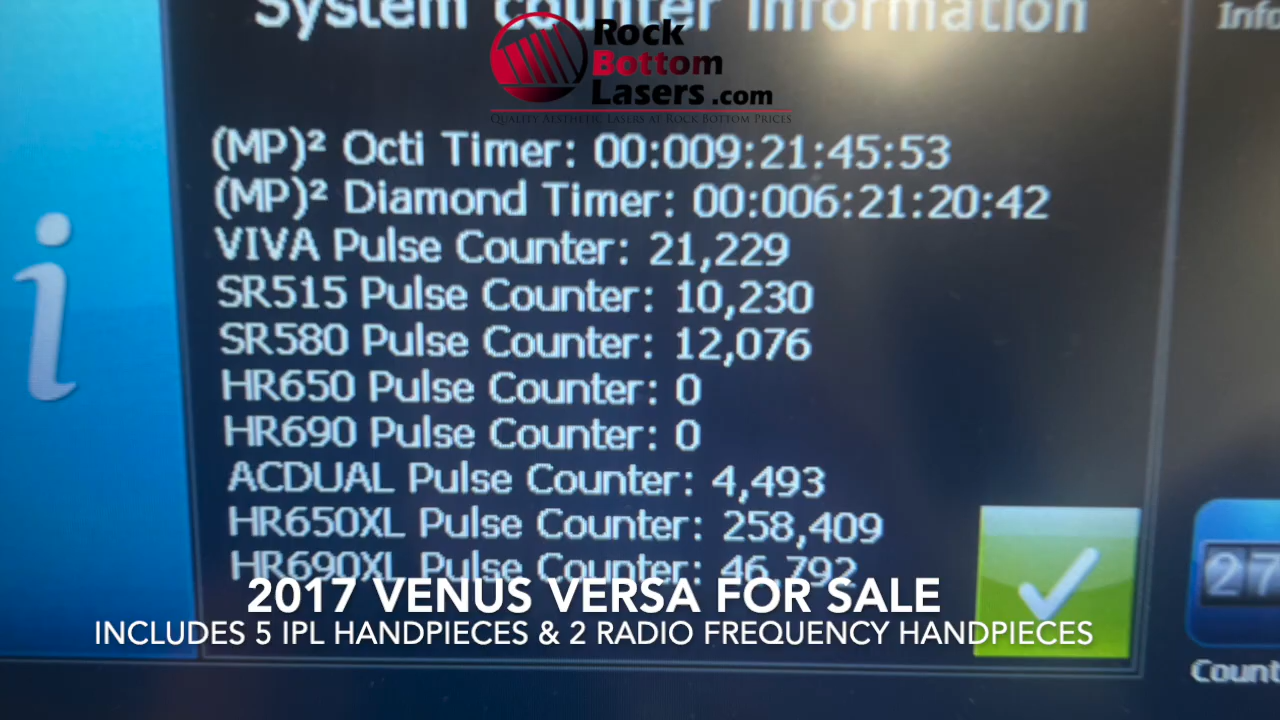 System counter information
Info
Rock
Bottom
Lasers.com
Quality Aesthetic Lasers at Rock Bottom Prices
(MP)² Octi Timer: 00:009:21:45:53
(MP)² Diamond Timer: 00:006:21:20:42
VIVA Pulse Counter: 21,229
SR515 Pulse Counter: 10,230
SR580 Pulse Counter: 12,076
HR650 Pulse Counter: 0
HR690 Pulse Counter: 0
ACDUAL Pulse Counter: 4,493
HR650XL Pulse Counter: 258,409
HR690XL Pulse Counter: 46,792
27
2017 VENUS VERSA FOR SALE
INCLUDES 5 IPL HANDPIECES & 2 RADIO FREQUENCY HANDPIECES